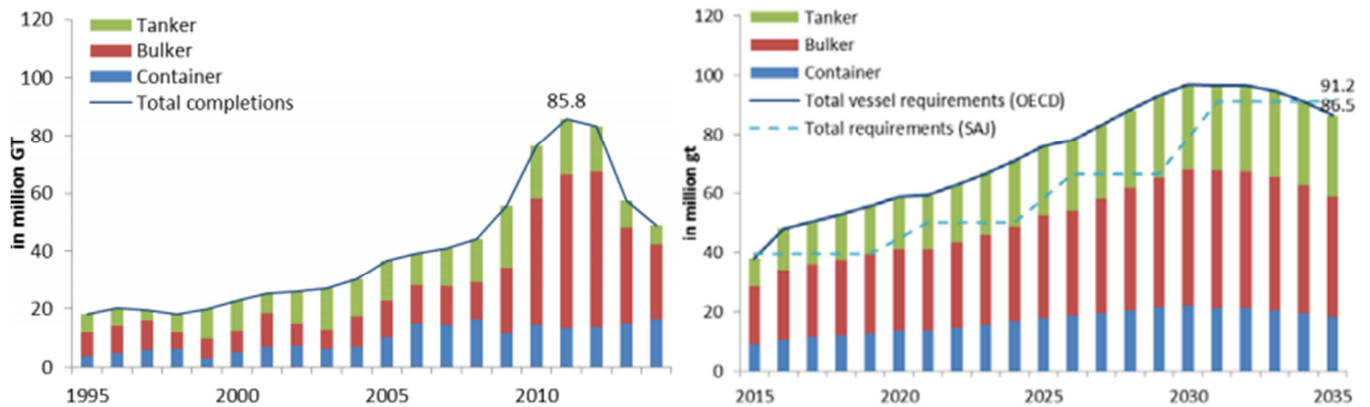 120
100
80
60
40
20
0
in million GT
Tanker
Bulker
Container
Total completions
85.8
1995
2000
2005
2010
120
100
80
60
40
20
0
in million gt
Tanker
Bulker
Container
Total vessel requirements (OECD)
Total requirements (SAJ)
91.2
86.5
2015
2020
2025
2030
2035